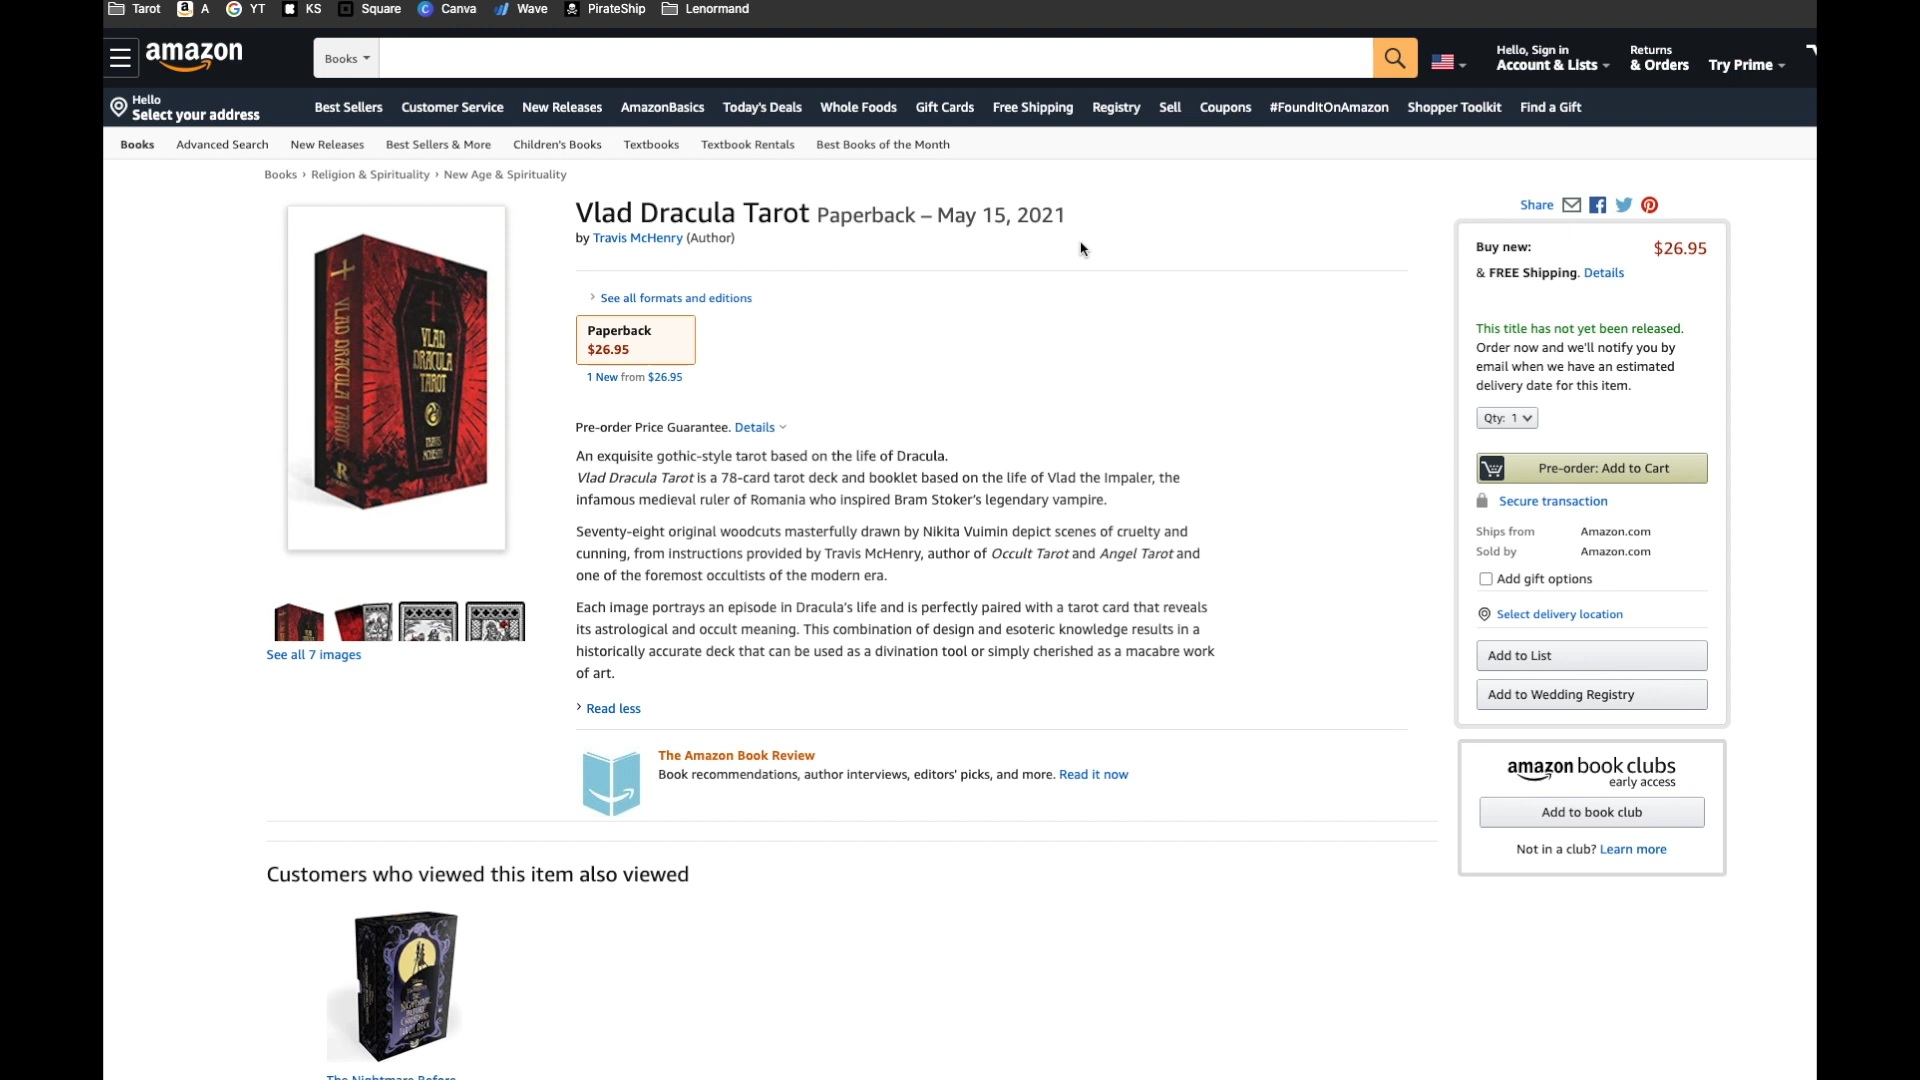 Tarot A YT KS Square Canva Wave PirateShip Lenormand
amazon
Books
Hello, Sign in
Account & Lists
Returns
& Orders
Try Prime
Hello
Select your address
Best Sellers Customer Service New Releases AmazonBasics Today's Deals Whole Foods Gift Cards Free Shipping Registry Sell Coupons #FoundItOnAmazon Shopper Toolkit Find a Gift
Books Advanced Search New Releases Best Sellers & More Children's Books Textbooks Textbook Rentals Best Books of the Month
Books › Religion & Spirituality › New Age & Spirituality
VLAD DRACULA TAROT
VLAD
DRACULA
TAROT
TRAVIS
MCHENRY
R
See all 7 images
Vlad Dracula Tarot Paperback – May 15, 2021
by Travis McHenry (Author)
› See all formats and editions
Paperback
$26.95
1 New from $26.95
Pre-order Price Guarantee. Details
An exquisite gothic-style tarot based on the life of Dracula.
Vlad Dracula Tarot is a 78-card tarot deck and booklet based on the life of Vlad the Impaler, the
infamous medieval ruler of Romania who inspired Bram Stoker's legendary vampire.
Seventy-eight original woodcuts masterfully drawn by Nikita Vuimin depict scenes of cruelty and
cunning, from instructions provided by Travis McHenry, author of Occult Tarot and Angel Tarot and
one of the foremost occultists of the modern era.
Each image portrays an episode in Dracula's life and is perfectly paired with a tarot card that reveals
its astrological and occult meaning. This combination of design and esoteric knowledge results in a
historically accurate deck that can be used as a divination tool or simply cherished as a macabre work
of art.
› Read less
The Amazon Book Review
Book recommendations, author interviews, editors' picks, and more. Read it now
Share
Buy new: $26.95
& FREE Shipping. Details
This title has not yet been released.
Order now and we'll notify you by
email when we have an estimated
delivery date for this item.
Qty: 1
Pre-order: Add to Cart
Secure transaction
Ships from Amazon.com
Sold by Amazon.com
Add gift options
Select delivery location
Add to List
Add to Wedding Registry
amazon book clubs
early access
Add to book club
Not in a club? Learn more
Customers who viewed this item also viewed
THE
NIGHTMARE
BEFORE
CHRISTMAS
TAROT DECK
The Nightmare Before